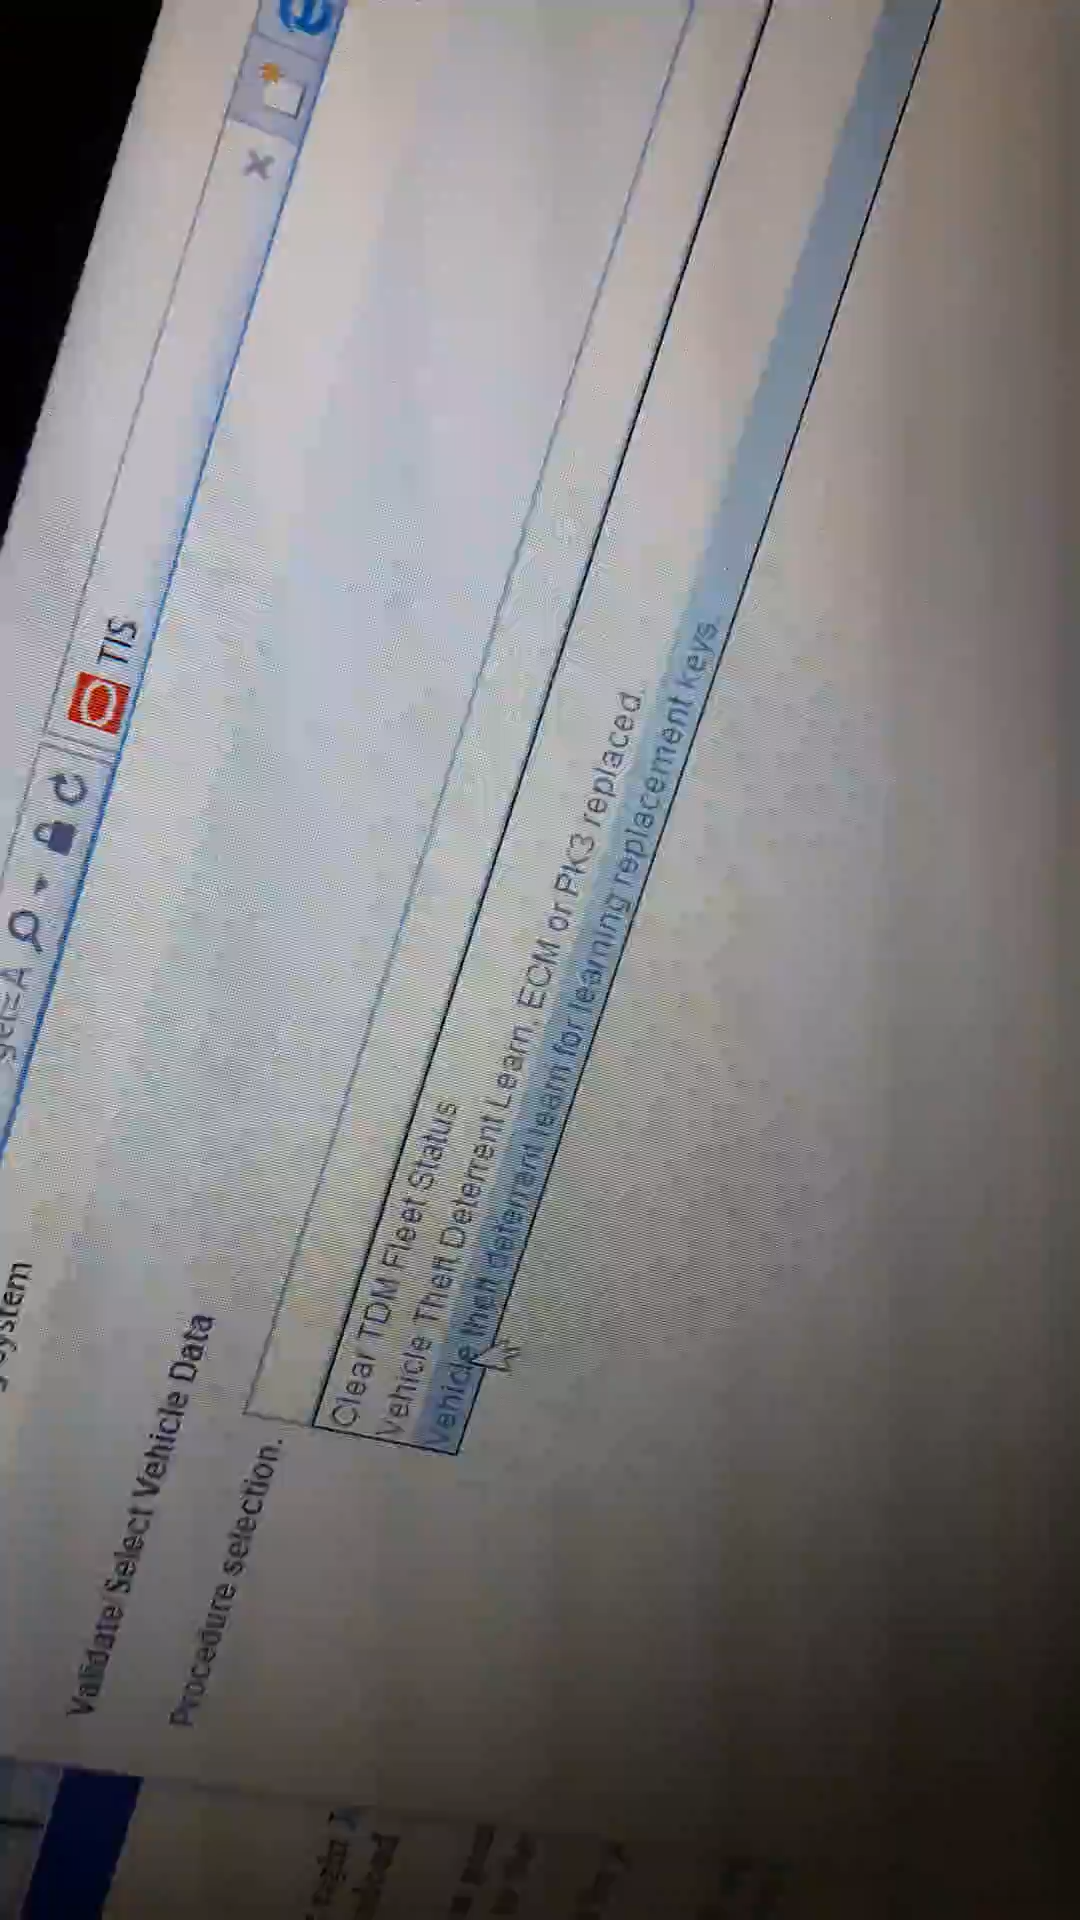 TIS
Validate/Select Vehicle Data
Procedure selection.
Clear TDM Fleet Status
Vehicle Theft Deterrent Learn, ECM or PK3 replaced.
Vehicle theft deterrent learn for learning replacement keys.